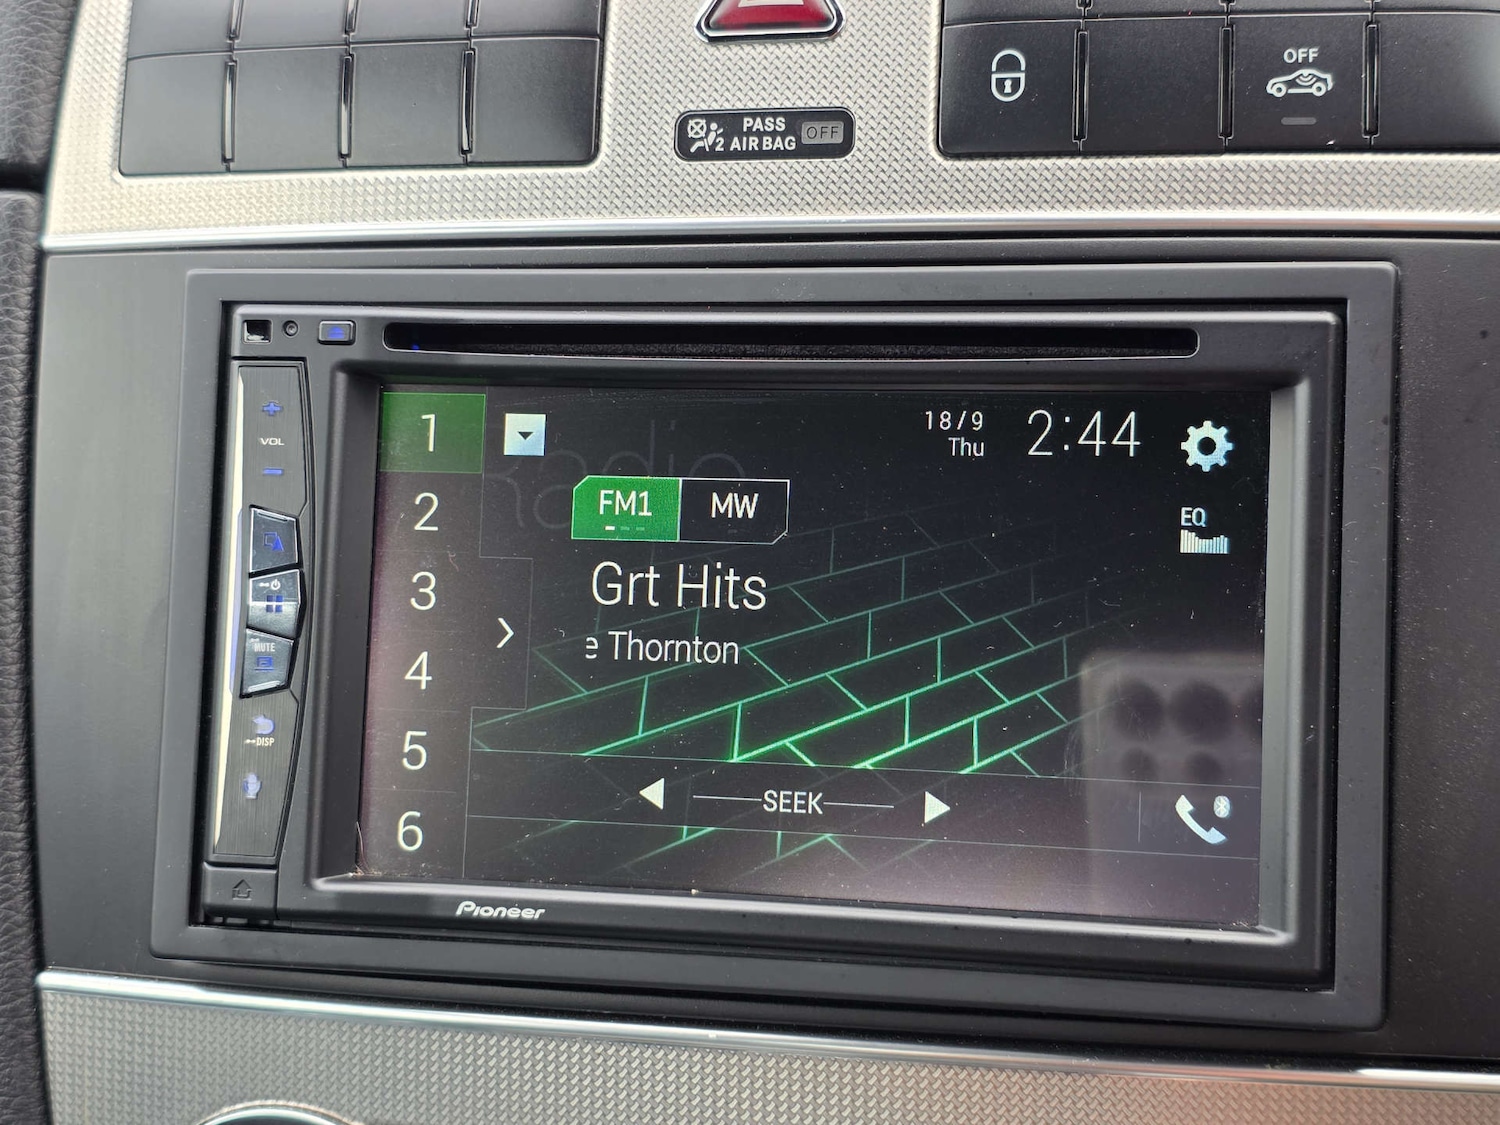 OFF
PASS
2 AIR BAG OFF
1
Radio
18/9
Thu
2:44
VOL
FM1
MW
2
EQ
Grt Hits
3
e Thornton
MUTE
4
DISP
5
SEEK
6
Pioneer